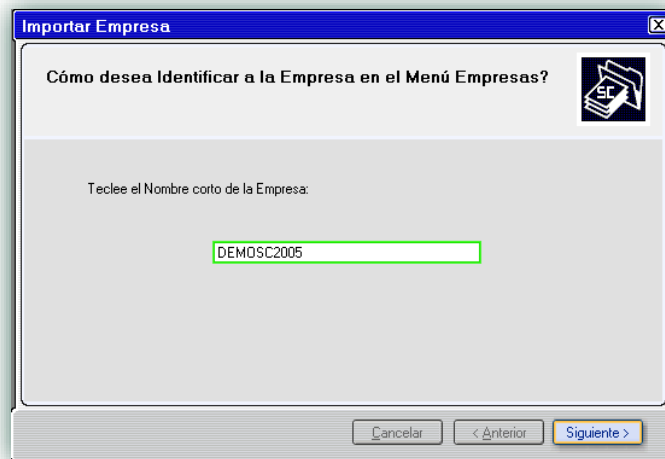 Importar Empresa
Cómo desea Identificar a la Empresa en el Menú Empresas?
SC
Teclee el Nombre corto de la Empresa:
DEMOSC2005
Cancelar
< Anterior
Siguiente >